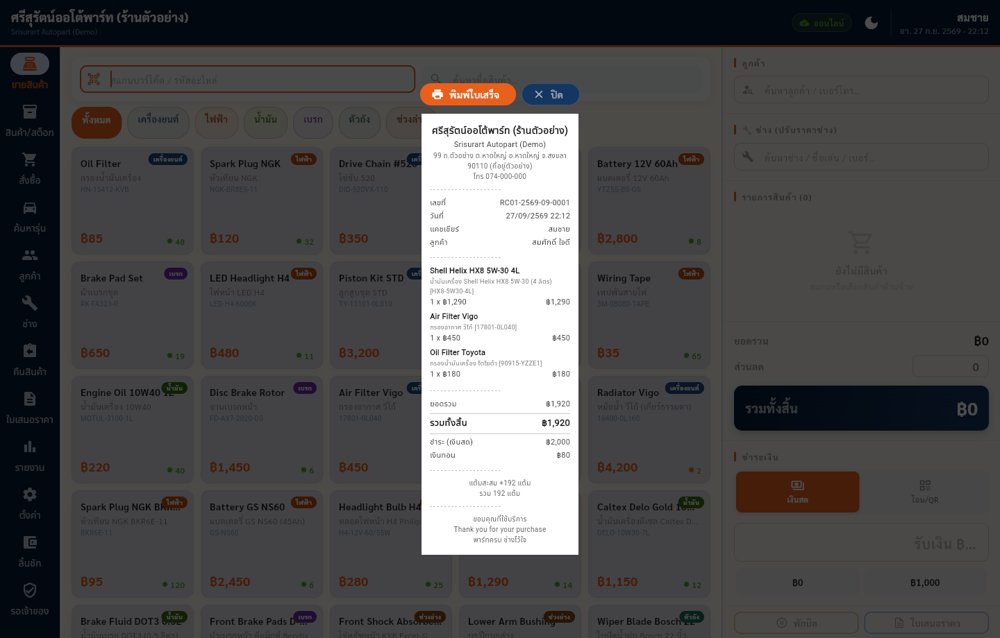 ศรีสุรัตน์ออโต้พาร์ท (ร้านตัวอย่าง)
Srisurart Autopart (Demo)
ออนไลน์
สมชาย
อา. 27 ก.ย. 2569 · 22:12
ขายสินค้า
สินค้า/สต็อก
สั่งซื้อ
ค้นหารุ่น
ลูกค้า
ช่าง
คืนสินค้า
ใบเสนอราคา
รายงาน
ตั้งค่า
ลิ้นชัก
รอเจ้าของ
สแกนบาร์โค้ด / รหัสอะไหล่
ค้นหาชื่อสินค้า...
ทั้งหมด
เครื่องยนต์
ไฟฟ้า
น้ำมัน
เบรก
ตัวถัง
ช่วงล่าง
Oil Filter
เครื่องยนต์
กรองน้ำมันเครื่อง
HN-15412-KVB
฿85
48
Spark Plug NGK
ไฟฟ้า
หัวเทียน NGK
NGK-BR8ES-11
฿120
32
Drive Chain #520
โซ่ขับ 520
DID-520VX-110
฿350
Battery 12V 60Ah
ไฟฟ้า
แบตเตอรี่ 12V 60Ah
YTZ5S-BS-GS
฿2,800
8
Brake Pad Set
เบรก
ผ้าเบรกชุด
RK-FA323-R
฿650
19
LED Headlight H4
ไฟฟ้า
ไฟหน้า LED H4
LED-H4-6000K
฿480
11
Piston Kit STD
ลูกสูบชุด STD
TY-13101-0L010
฿3,200
Wiring Tape
ไฟฟ้า
เทปพันสายไฟ
3M-08080-TAPE
฿35
65
Engine Oil 10W40 1L
น้ำมัน
น้ำมันเครื่อง 10W40
MOTUL-3100-1L
฿220
40
Disc Brake Rotor
เบรก
จานเบรกหน้า
FD-AX7-2020-DS
฿1,450
6
Air Filter Vigo
กรองอากาศ วีโก้
17801-0L040
฿450
Radiator Vigo
เครื่องยนต์
หม้อน้ำ วีโก้ (เกียร์ธรรมดา)
16400-0L160
฿4,200
2
Spark Plug NGK BKR...
ไฟฟ้า
หัวเทียน NGK BKR6E-11
BKR6E-11
฿95
120
Battery GS NS60
ไฟฟ้า
แบตเตอรี่ GS NS60 (45Ah)
GS-NS60
฿2,450
6
Headlight Bulb H4
หลอดไฟหน้า H4 Philips
H4-12V-60/55W
฿280
25
฿1,290
14
Caltex Delo Gold 10...
น้ำมัน
น้ำมันเครื่องดีเซล Caltex D...
DELO-10W30-7L
฿1,150
12
Brake Fluid DOT3 0.5L
น้ำมัน
น้ำมันเบรก DOT3 (0.5 ลิตร)
Front Brake Pads D-...
เบรก
ผ้าเบรกหน้า ดีแม็กซ์ Bendix
Front Shock Absorbe...
ช่วงล่าง
โช้คอัพหน้า KYB Excel-G
Lower Arm Bushing
ช่วงล่าง
บูชปีกนกล่าง
Wiper Blade Bosch 22
ตัวถัง
ใบปัดน้ำฝน Bosch 22 นิ้ว
พิมพ์ใบเสร็จ
ปิด
ศรีสุรัตน์ออโต้พาร์ท (ร้านตัวอย่าง)
Srisurart Autopart (Demo)
99 ถ.ตัวอย่าง ต.หาดใหญ่ อ.หาดใหญ่ จ.สงขลา
90110 (ที่อยู่ตัวอย่าง)
โทร 074-000-000
เลขที่ RC01-2569-09-0001
วันที่ 27/09/2569 22:12
แคชเชียร์ สมชาย
ลูกค้า สมศักดิ์ ใจดี
Shell Helix HX8 5W-30 4L
น้ำมันเครื่อง Shell Helix HX8 5W-30 (4 ลิตร)
[HX8-5W30-4L]
1 x ฿1,290 ฿1,290
Air Filter Vigo
กรองอากาศ วีโก้ [17801-0L040]
1 x ฿450 ฿450
Oil Filter Toyota
กรองน้ำมันเครื่อง โตโยต้า [90915-YZZE1]
1 x ฿180 ฿180
ยอดรวม ฿1,920
รวมทั้งสิ้น ฿1,920
ชำระ (เงินสด) ฿2,000
เงินทอน ฿80
แต้มสะสม +192 แต้ม
รวม 192 แต้ม
ขอบคุณที่ใช้บริการ
Thank you for your purchase
พาร์ทครบ ช่างไว้ใจ
ลูกค้า
ค้นหาลูกค้า / เบอร์โทร...
ช่าง (ปรับราคาช่าง)
ค้นหาช่าง / ชื่อเล่น / เบอร์...
รายการสินค้า (0)
ยังไม่มีสินค้า
สแกนหรือเลือกสินค้าด้านซ้าย
ยอดรวม ฿0
ส่วนลด 0
รวมทั้งสิ้น ฿0
ชำระเงิน
เงินสด
โอน/QR
รับเงิน ฿...
฿0
฿1,000
พักบิล
ใบเสนอราคา